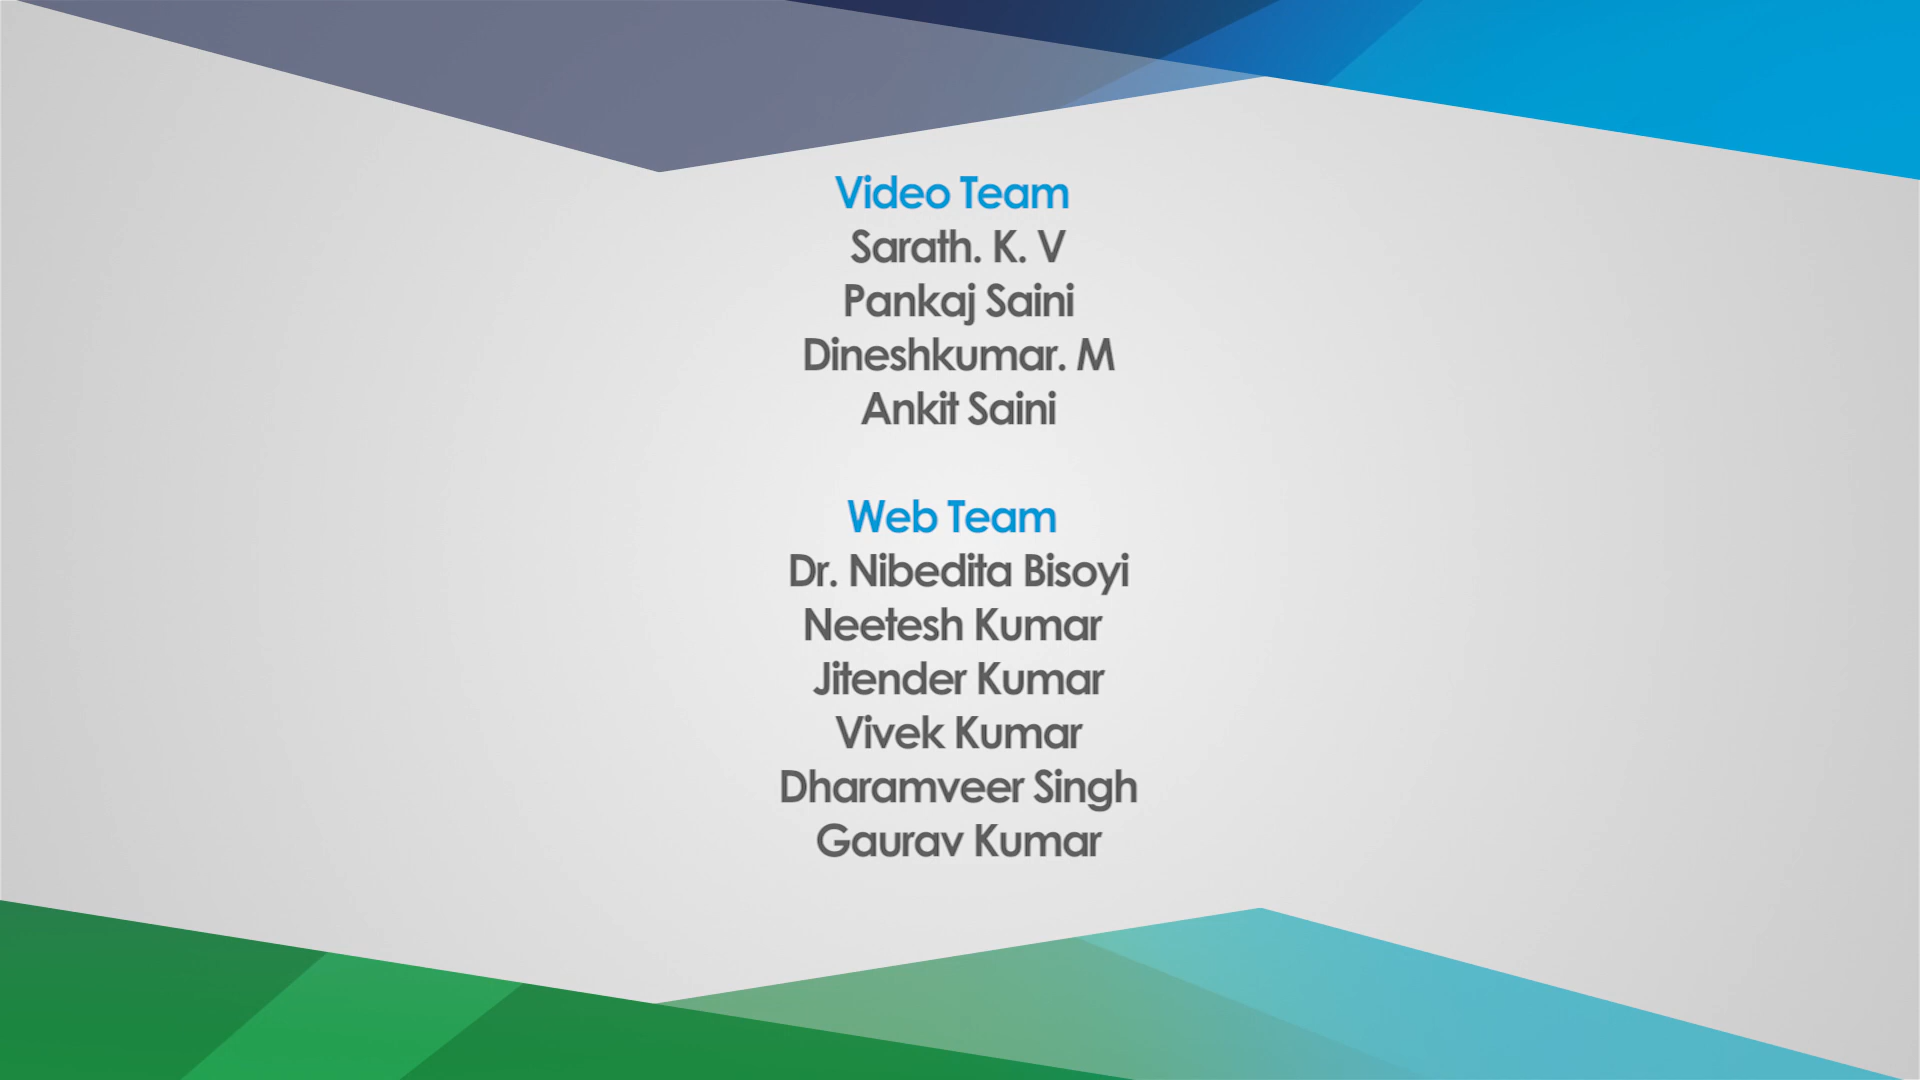 Video Team
Sarath. K. V
Pankaj Saini
Dineshkumar. M
Ankit Saini
Web Team
Dr. Nibedita Bisoyi
Neetesh Kumar
Jitender Kumar
Vivek Kumar
Dharamveer Singh
Gaurav Kumar